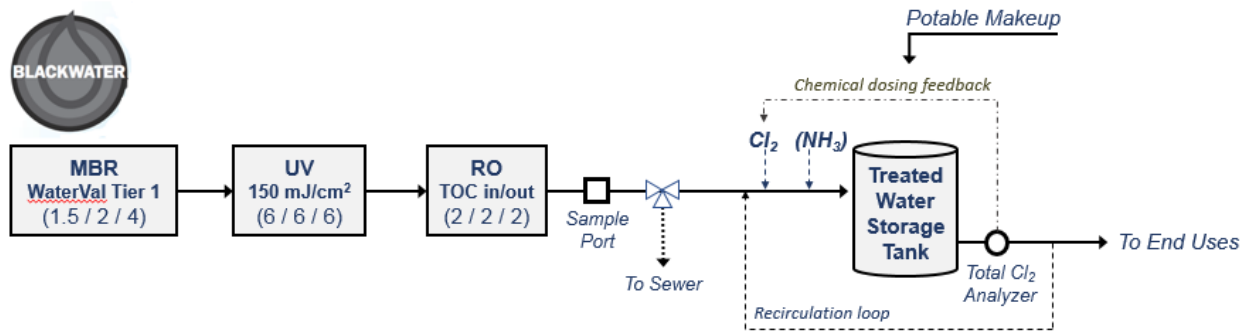 BLACKWATER
Potable Makeup
Chemical dosing feedback
Cl₂ (NH₃)
MBR
WaterVal Tier 1
(1.5 / 2 / 4)
UV
150 mJ/cm²
(6 / 6 / 6)
RO
TOC in/out
(2 / 2 / 2)
Sample
Port
To Sewer
Treated
Water
Storage
Tank
Total Cl₂
Analyzer
To End Uses
Recirculation loop